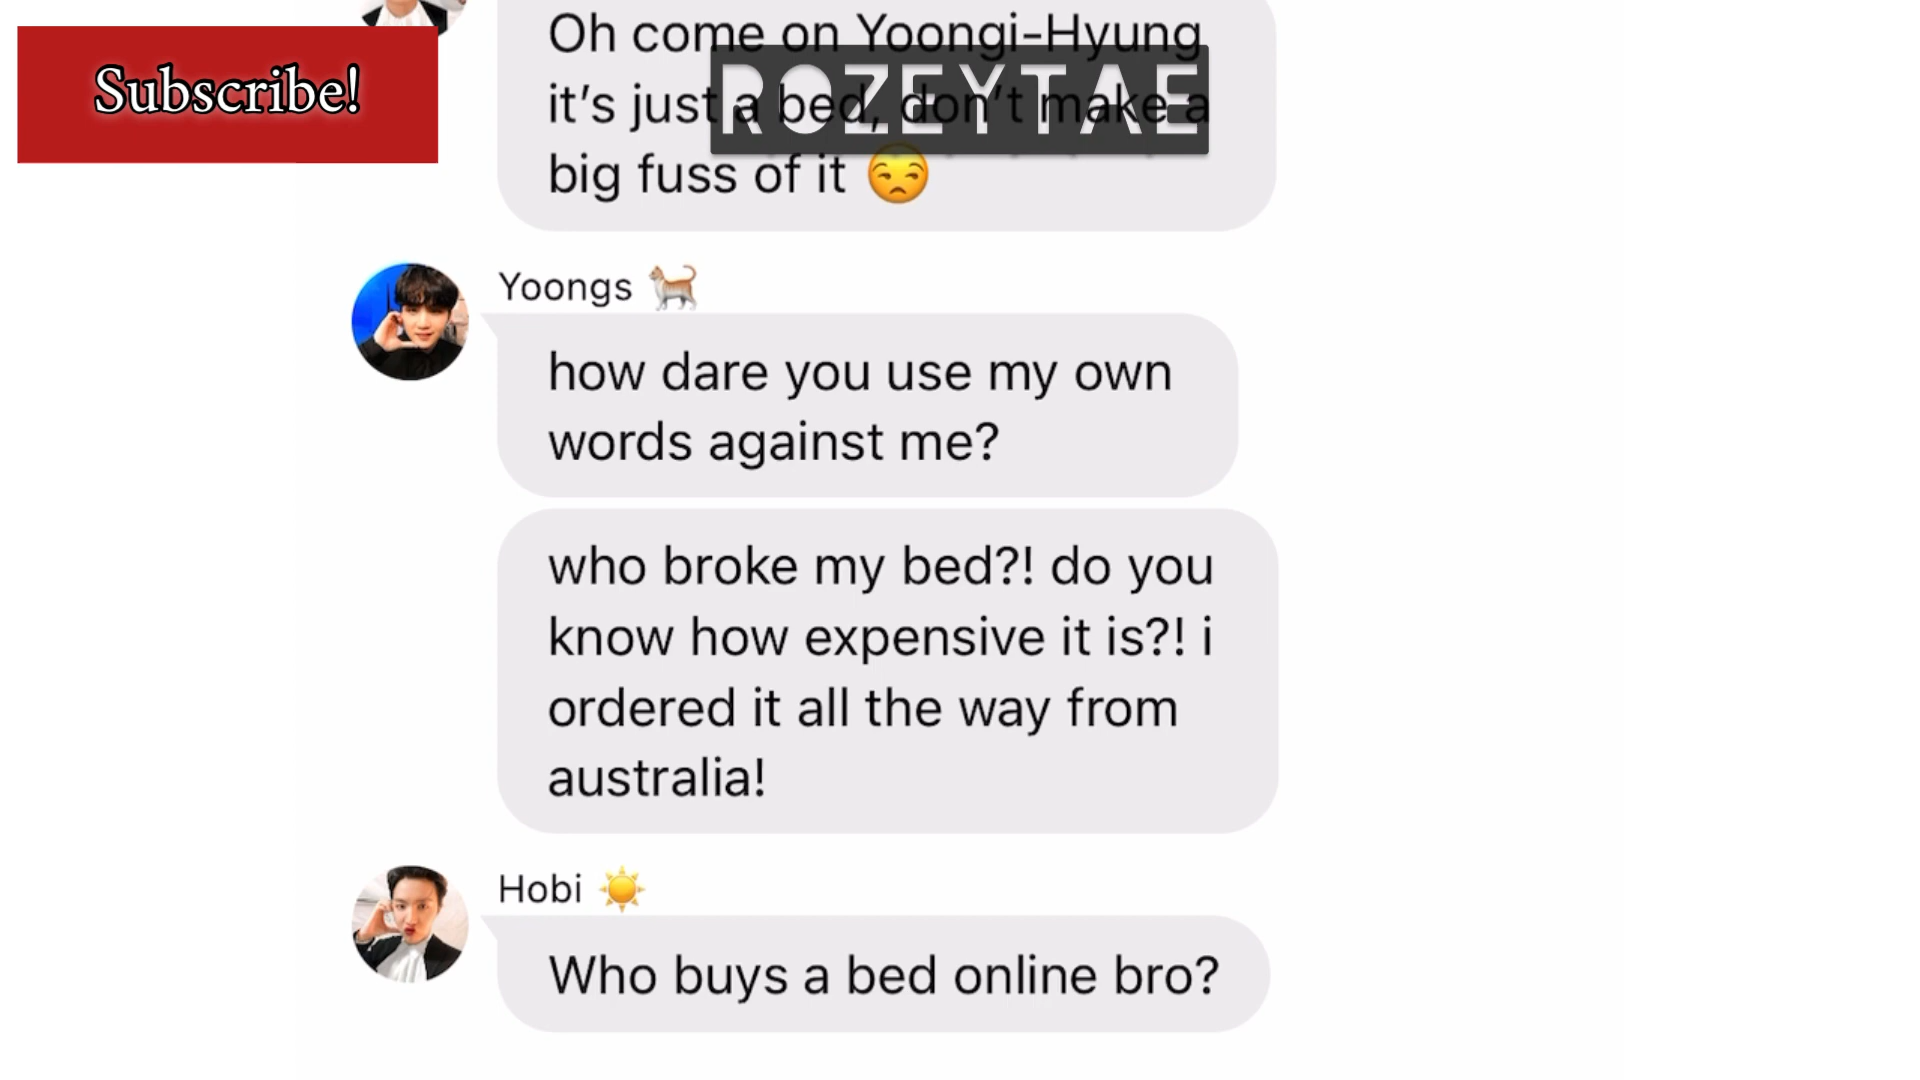 Subscribe!
ROZEYTAE
Oh come on Yoongi-Hyung
it's just a bed, don't make a
big fuss of it 😒
Yoongs 🐈
how dare you use my own
words against me?
who broke my bed?! do you
know how expensive it is?! i
ordered it all the way from
australia!
Hobi ☀️
Who buys a bed online bro?